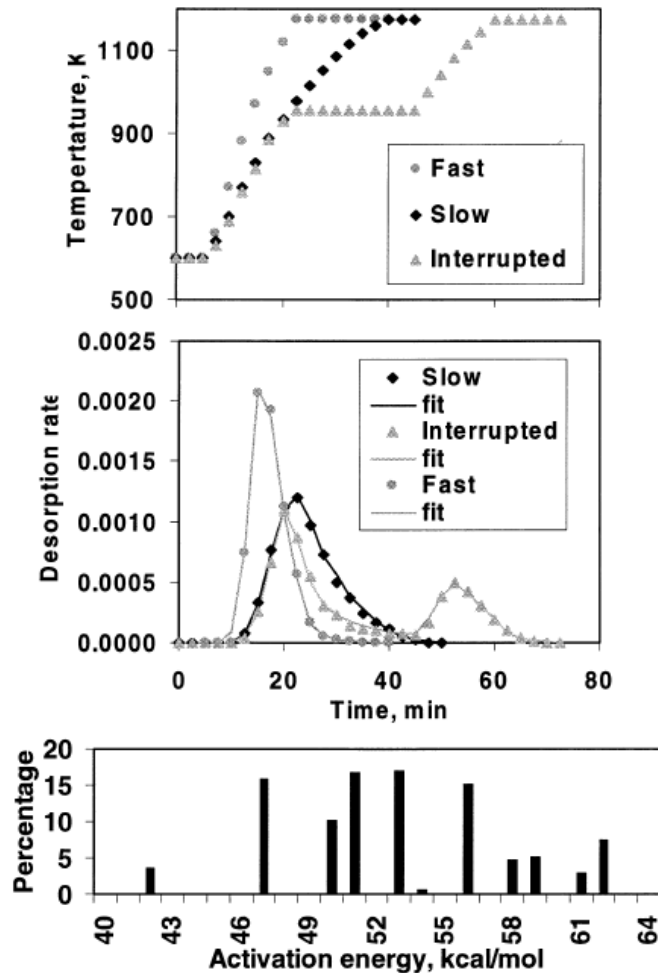 Tempertature, K
1100
900
700
500
Fast
Slow
Interrupted
Desorption rate
0.0025
0.0020
0.0015
0.0010
0.0005
0.0000
Slow
fit
Interrupted
fit
Fast
fit
0 20 40 60 80
Time, min
Percentage
20
15
10
5
0
40 43 46 49 52 55 58 61 64
Activation energy, kcal/mol